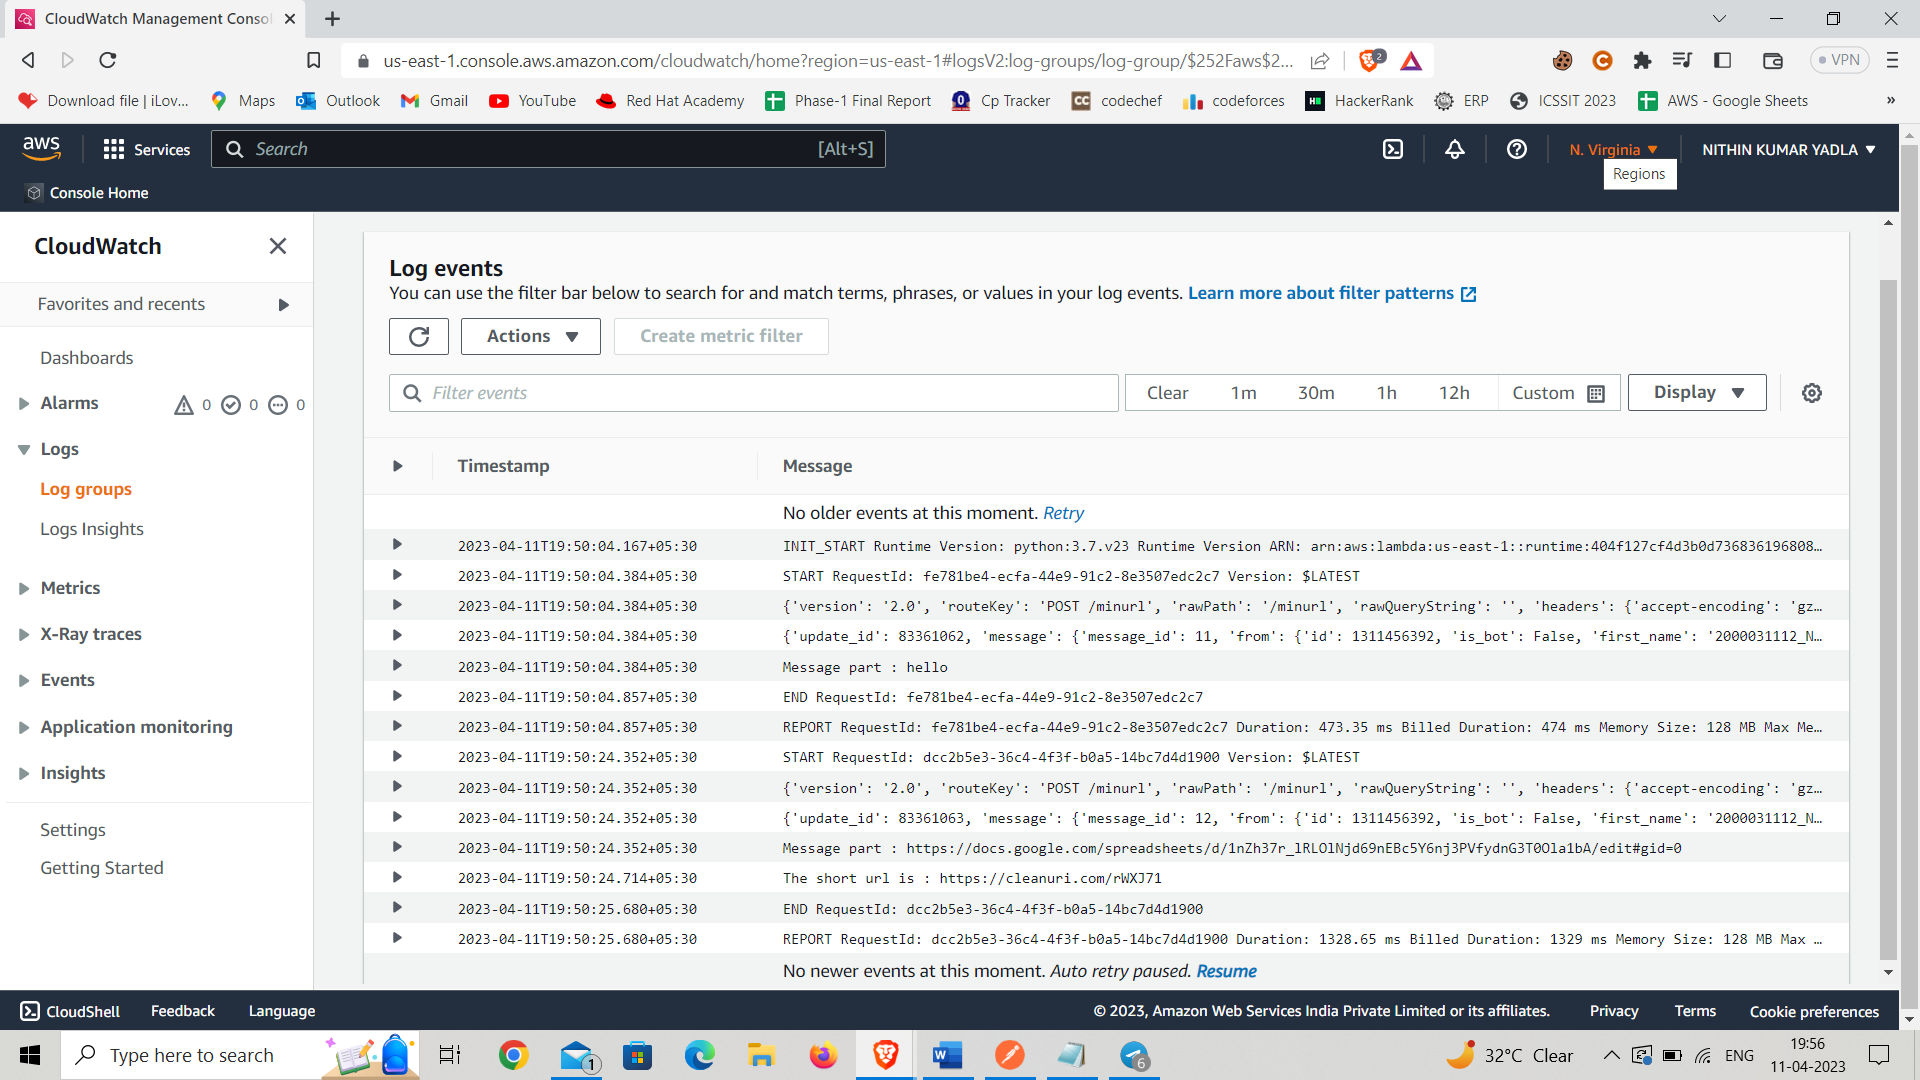 CloudWatch Management Conso
us-east-1.console.aws.amazon.com/cloudwatch/home?region=us-east-1#logsV2:log-groups/log-group/$252Faws$2...
2
VPN
Download file | iLov...
Maps
Outlook
Gmail
YouTube
Red Hat Academy
Phase-1 Final Report
Cp Tracker
codechef
codeforces
HackerRank
ERP
ICSSIT 2023
AWS - Google Sheets
»
aws
Services
Search
[Alt+S]
N. Virginia
NITHIN KUMAR YADLA
Regions
Console Home
CloudWatch
Favorites and recents
Dashboards
Alarms
0
0
0
Logs
Log groups
Logs Insights
Metrics
X-Ray traces
Events
Application monitoring
Insights
Settings
Getting Started
Log events
You can use the filter bar below to search for and match terms, phrases, or values in your log events. Learn more about filter patterns
Actions
Create metric filter
Filter events
Clear
1m
30m
1h
12h
Custom
Display
Timestamp
Message
No older events at this moment. Retry
2023-04-11T19:50:04.167+05:30 INIT_START Runtime Version: python:3.7.v23 Runtime Version ARN: arn:aws:lambda:us-east-1::runtime:404f127cf4d3b0d736836196808…
2023-04-11T19:50:04.384+05:30 START RequestId: fe781be4-ecfa-44e9-91c2-8e3507edc2c7 Version: $LATEST
2023-04-11T19:50:04.384+05:30 {'version': '2.0', 'routeKey': 'POST /minurl', 'rawPath': '/minurl', 'rawQueryString': '', 'headers': {'accept-encoding': 'gz…
2023-04-11T19:50:04.384+05:30 {'update_id': 83361062, 'message': {'message_id': 11, 'from': {'id': 1311456392, 'is_bot': False, 'first_name': '2000031112_N…
2023-04-11T19:50:04.384+05:30 Message part : hello
2023-04-11T19:50:04.857+05:30 END RequestId: fe781be4-ecfa-44e9-91c2-8e3507edc2c7
2023-04-11T19:50:04.857+05:30 REPORT RequestId: fe781be4-ecfa-44e9-91c2-8e3507edc2c7 Duration: 473.35 ms Billed Duration: 474 ms Memory Size: 128 MB Max Me…
2023-04-11T19:50:24.352+05:30 START RequestId: dcc2b5e3-36c4-4f3f-b0a5-14bc7d4d1900 Version: $LATEST
2023-04-11T19:50:24.352+05:30 {'version': '2.0', 'routeKey': 'POST /minurl', 'rawPath': '/minurl', 'rawQueryString': '', 'headers': {'accept-encoding': 'gz…
2023-04-11T19:50:24.352+05:30 {'update_id': 83361063, 'message': {'message_id': 12, 'from': {'id': 1311456392, 'is_bot': False, 'first_name': '2000031112_N…
2023-04-11T19:50:24.352+05:30 Message part : https://docs.google.com/spreadsheets/d/1nZh37r_lRLOlNjd69nEBc5Y6nj3PVfydnG3T0Ola1bA/edit#gid=0
2023-04-11T19:50:24.714+05:30 The short url is : https://cleanuri.com/rWXJ71
2023-04-11T19:50:25.680+05:30 END RequestId: dcc2b5e3-36c4-4f3f-b0a5-14bc7d4d1900
2023-04-11T19:50:25.680+05:30 REPORT RequestId: dcc2b5e3-36c4-4f3f-b0a5-14bc7d4d1900 Duration: 1328.65 ms Billed Duration: 1329 ms Memory Size: 128 MB Max …
No newer events at this moment. Auto retry paused. Resume
CloudShell
Feedback
Language
© 2023, Amazon Web Services India Private Limited or its affiliates.
Privacy
Terms
Cookie preferences
Type here to search
1
6
32°C Clear
ENG
19:56
11-04-2023